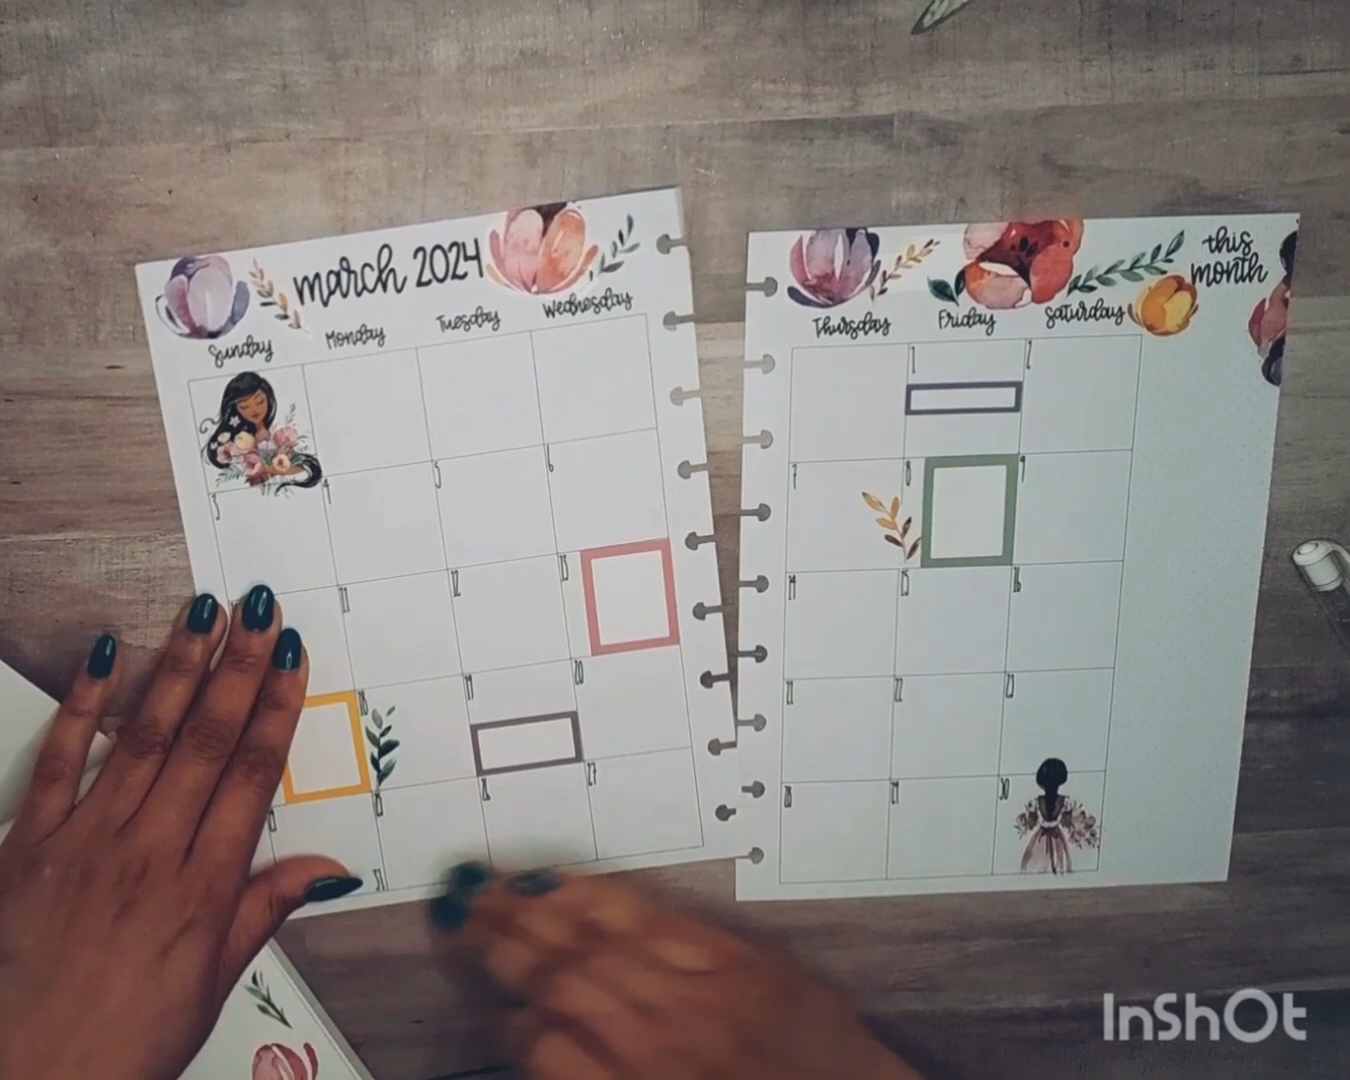 march 2024
this
month
Sunday Monday Tuesday Wednesday
Thursday Friday Saturday
1 2
3 4 5 6
7 8 9
11 12 13
14 15 16
18 19 20
21 22 23
26 27
28 29 30
31
InShOt